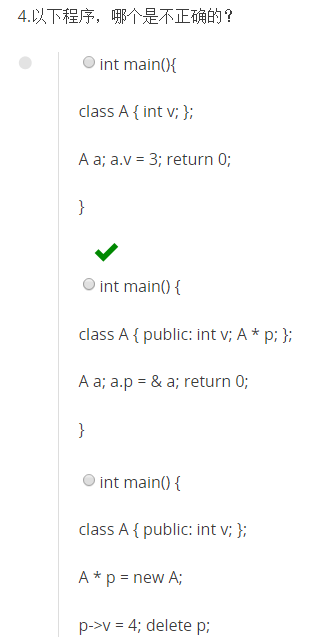 4.以下程序，哪个是不正确的？
int main(){
class A { int v; };
A a; a.v = 3; return 0;
}
int main() {
class A { public: int v; A * p; };
A a; a.p = & a; return 0;
}
int main() {
class A { public: int v; };
A * p = new A;
p->v = 4; delete p;